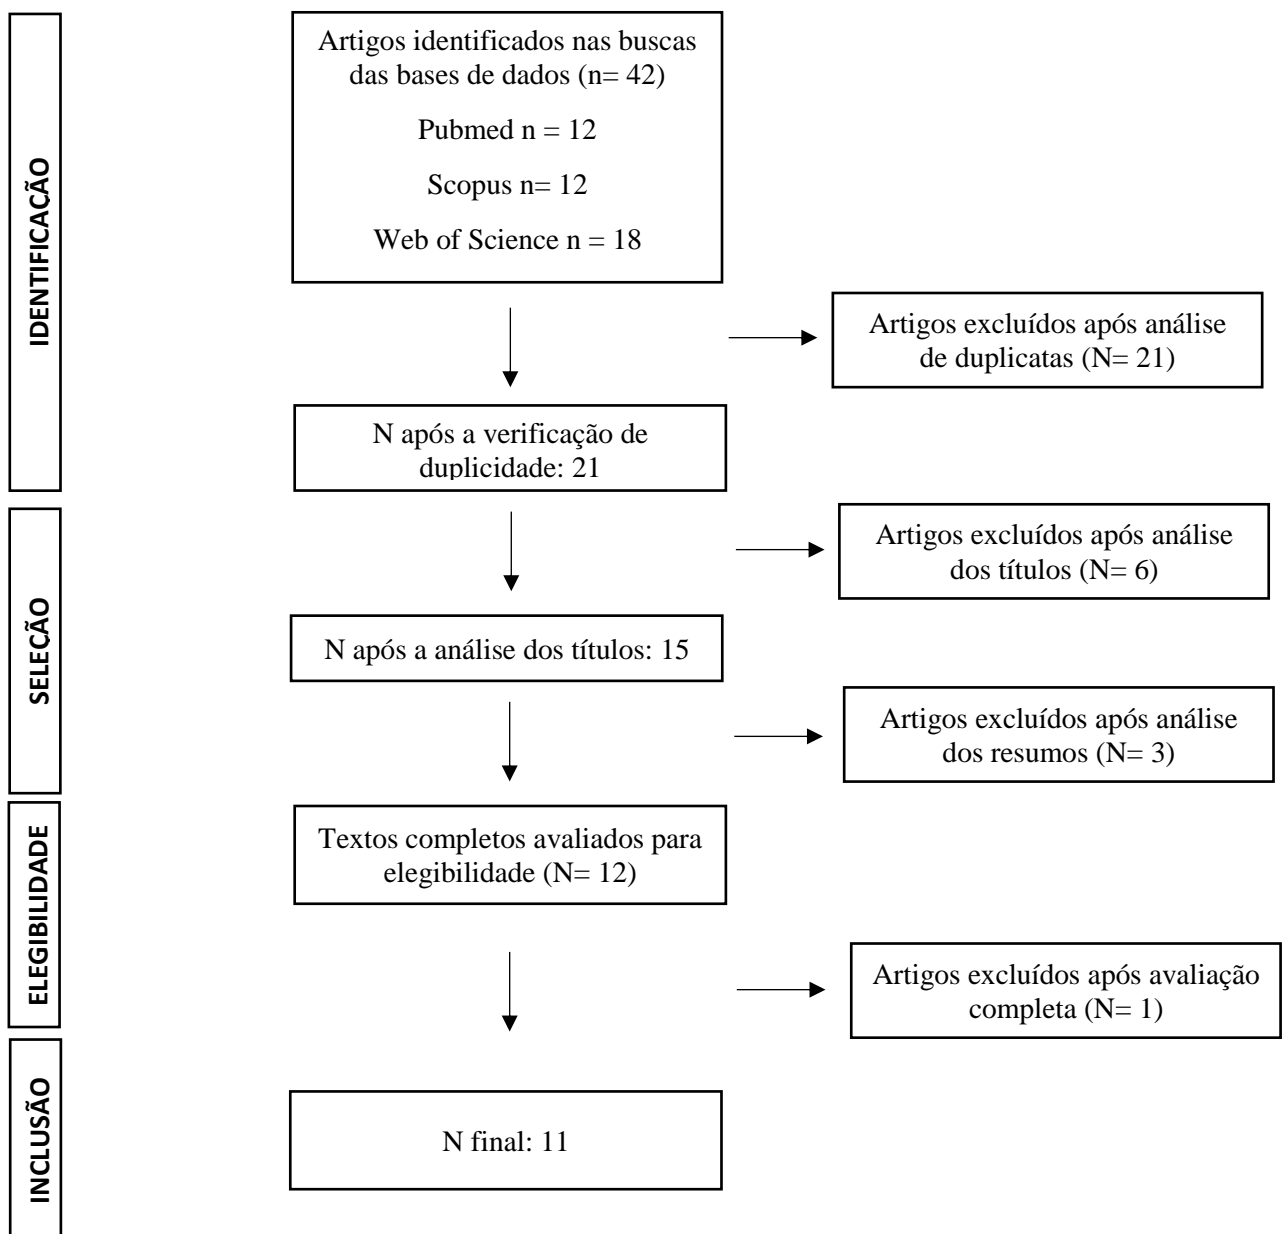 IDENTIFICAÇÃO
Artigos identificados nas buscas
das bases de dados (n= 42)
Pubmed n = 12
Scopus n= 12
Web of Science n = 18
Artigos excluídos após análise
de duplicatas (N= 21)
N após a verificação de
duplicidade: 21
SELEÇÃO
Artigos excluídos após análise
dos títulos (N= 6)
N após a análise dos títulos: 15
Artigos excluídos após análise
dos resumos (N= 3)
ELEGIBILIDADE
Textos completos avaliados para
elegibilidade (N= 12)
Artigos excluídos após avaliação
completa (N= 1)
INCLUSÃO
N final: 11